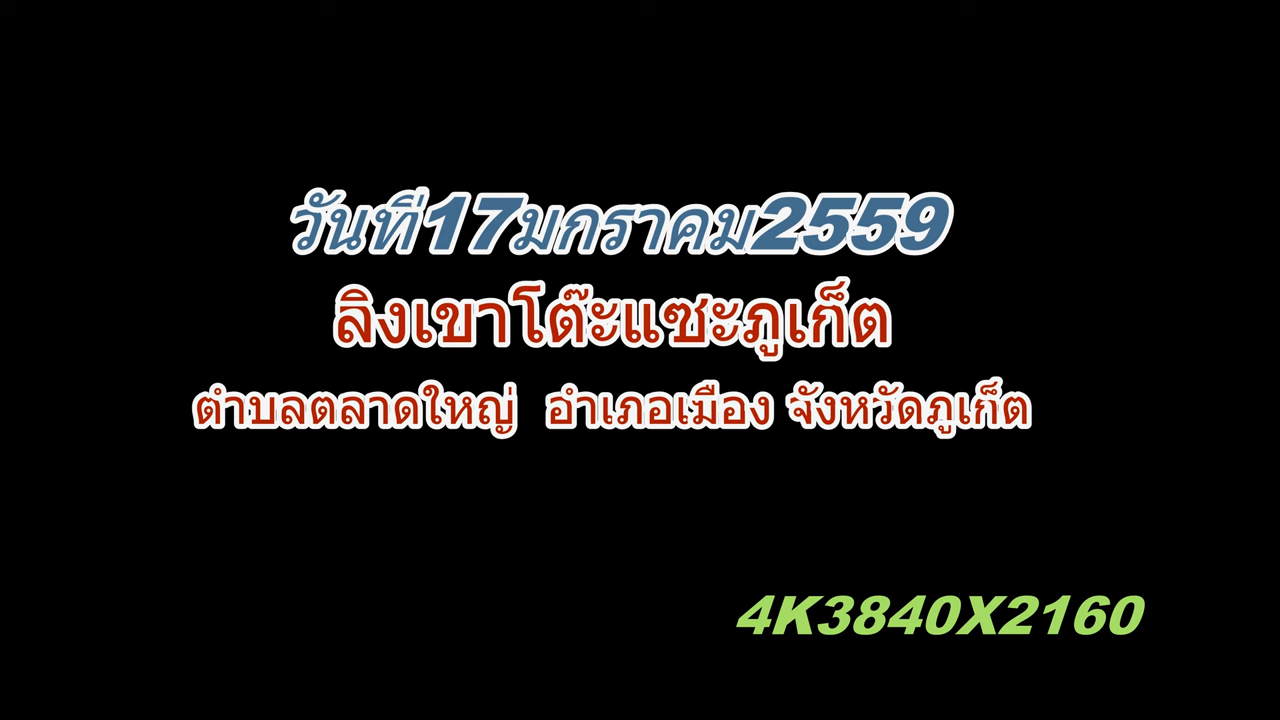 วันที่17มกราคม2559
ลิงเขาโต๊ะแซะภูเก็ต
ตำบลตลาดใหญ่ อำเภอเมือง จังหวัดภูเก็ต
4K3840X2160